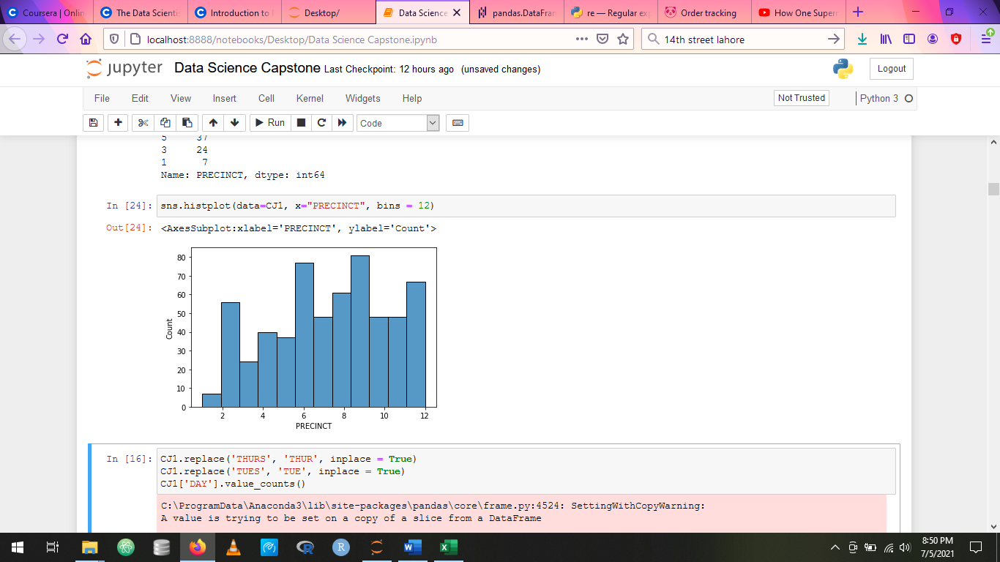 Coursera | Onlin
The Data Scientis
Introduction to
Desktop/
Data Science
pandas.DataFran
re — Regular exp
Order tracking
How One Super
localhost:8888/notebooks/Desktop/Data Science Capstone.ipynb
14th street lahore
jupyter Data Science Capstone Last Checkpoint: 12 hours ago (unsaved changes)
Logout
File Edit View Insert Cell Kernel Widgets Help
Not Trusted
Python 3
Run
Code
5 37
3 24
1 7
Name: PRECINCT, dtype: int64
In [24]: sns.histplot(data=CJ1, x="PRECINCT", bins = 12)
Out[24]: <AxesSubplot:xlabel='PRECINCT', ylabel='Count'>
80
70
60
50
40
30
20
10
0
Count
2 4 6 8 10 12
PRECINCT
In [16]: CJ1.replace('THURS', 'THUR', inplace = True)
CJ1.replace('TUES', 'TUE', inplace = True)
CJ1['DAY'].value_counts()
C:\ProgramData\Anaconda3\lib\site-packages\pandas\core\frame.py:4524: SettingWithCopyWarning:
A value is trying to be set on a copy of a slice from a DataFrame
8:50 PM
7/5/2021